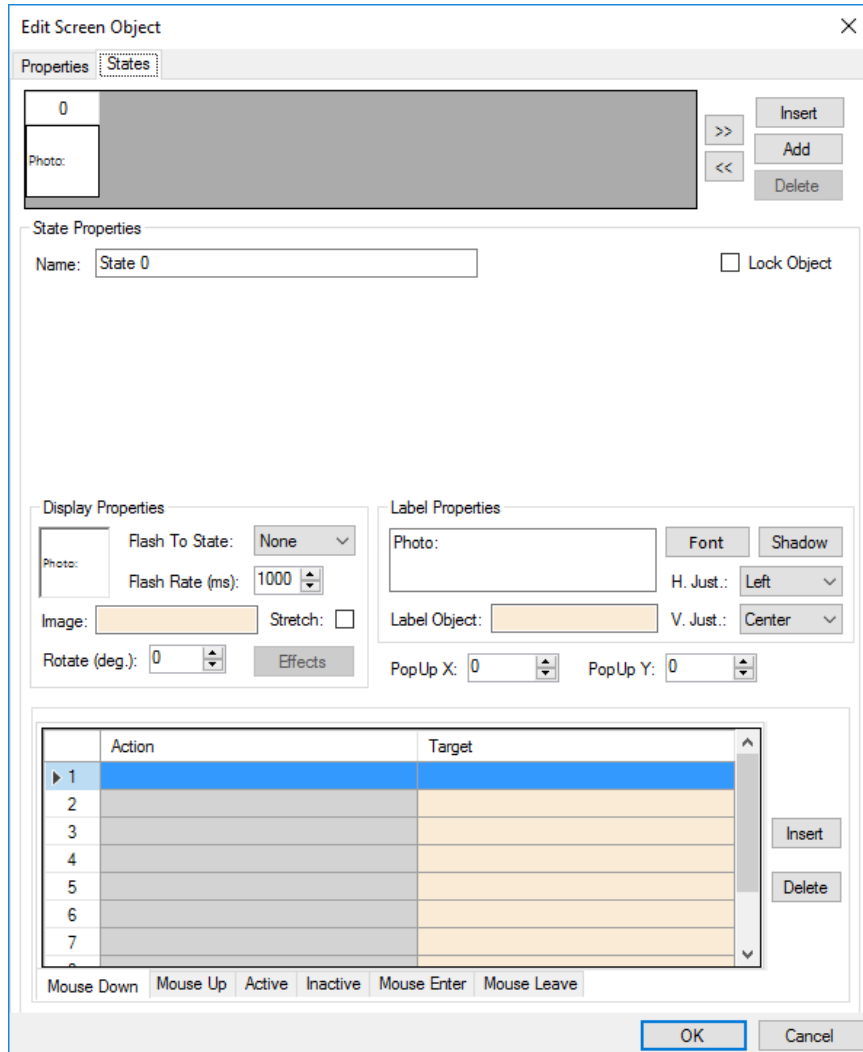 Edit Screen Object
Properties States
0
Photo:
>>
<<
Insert
Add
Delete
State Properties
Name: State 0
Lock Object
Display Properties
Photo:
Flash To State: None
Flash Rate (ms): 1000
Image:
Stretch:
Rotate (deg.): 0
Effects
Label Properties
Photo:
Font Shadow
H. Just.: Left
Label Object:
V. Just.: Center
PopUp X: 0 PopUp Y: 0
Action Target
1
2
3
4
5
6
7
Insert
Delete
Mouse Down Mouse Up Active Inactive Mouse Enter Mouse Leave
OK Cancel